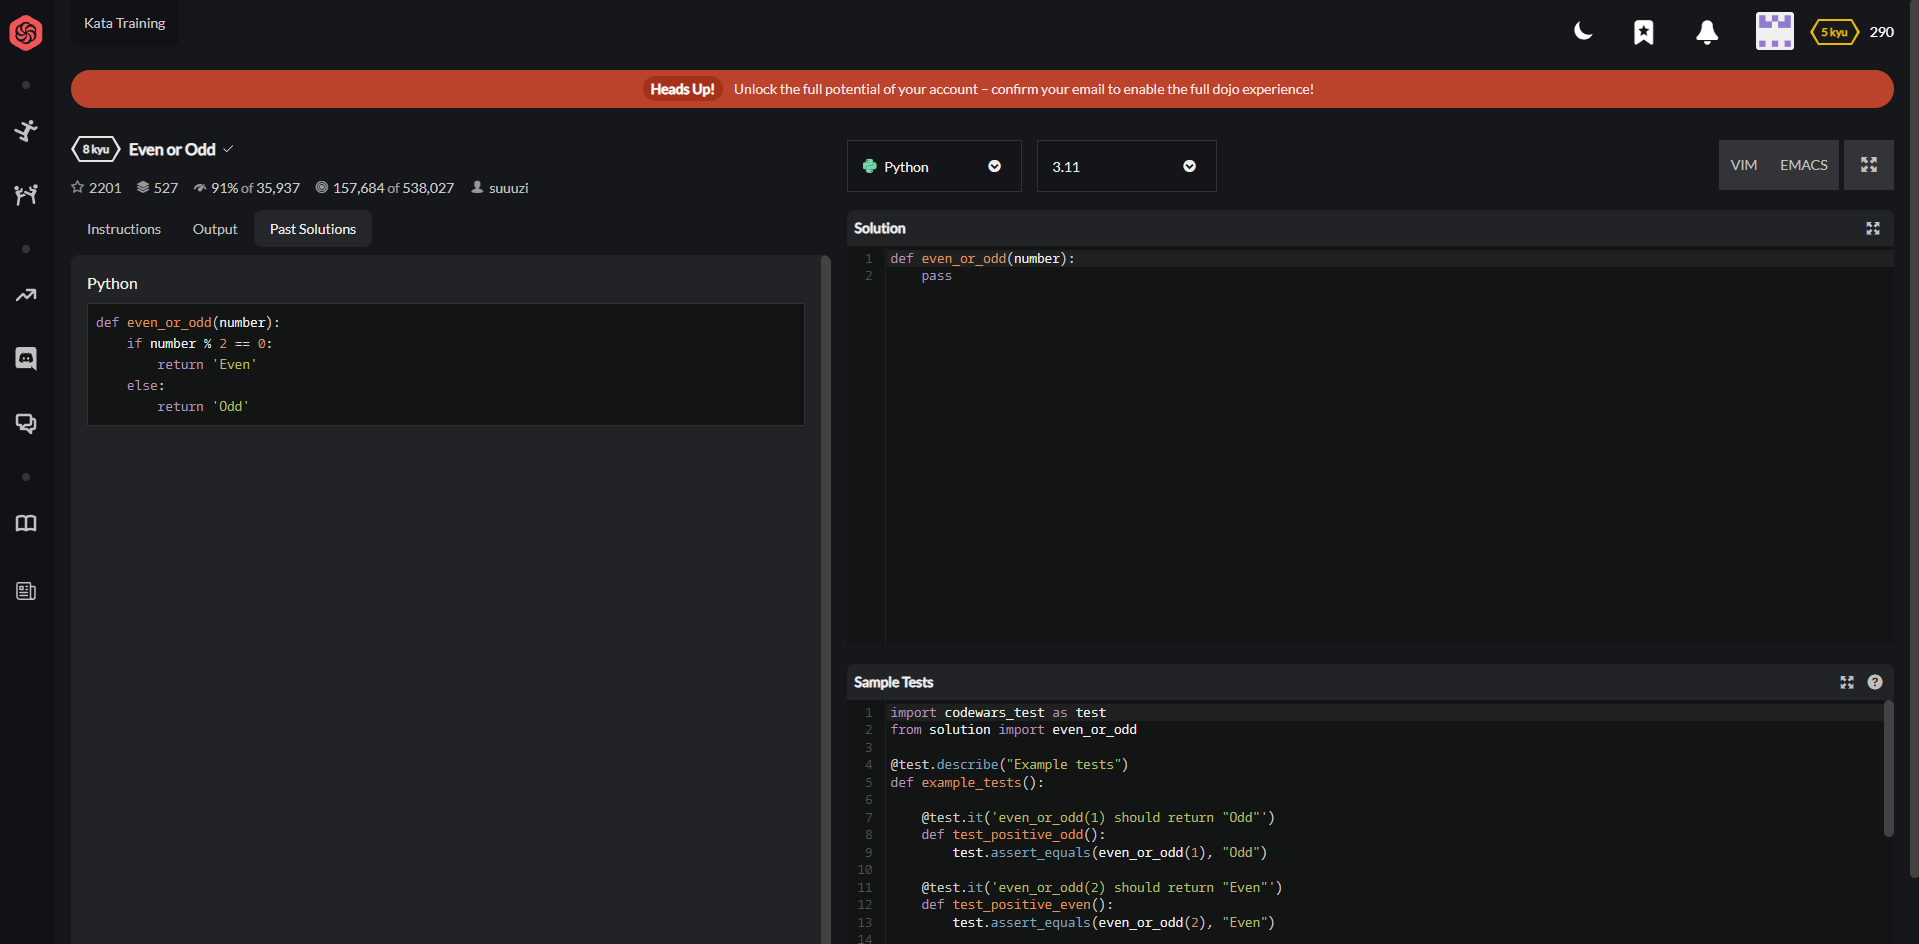 Kata Training
5 kyu 290
Heads Up! Unlock the full potential of your account – confirm your email to enable the full dojo experience!
8 kyu Even or Odd
2201 527 91% of 35,937 157,684 of 538,027 suuuzi
Instructions Output Past Solutions
Python
def even_or_odd(number):
    if number % 2 == 0:
        return 'Even'
    else:
        return 'Odd'
Python 3.11 VIM EMACS
Solution
1 def even_or_odd(number):
2     pass
Sample Tests ?
1 import codewars_test as test
2 from solution import even_or_odd
3
4 @test.describe("Example tests")
5 def example_tests():
6
7     @test.it('even_or_odd(1) should return "Odd"')
8     def test_positive_odd():
9         test.assert_equals(even_or_odd(1), "Odd")
10
11     @test.it('even_or_odd(2) should return "Even"')
12     def test_positive_even():
13         test.assert_equals(even_or_odd(2), "Even")
14